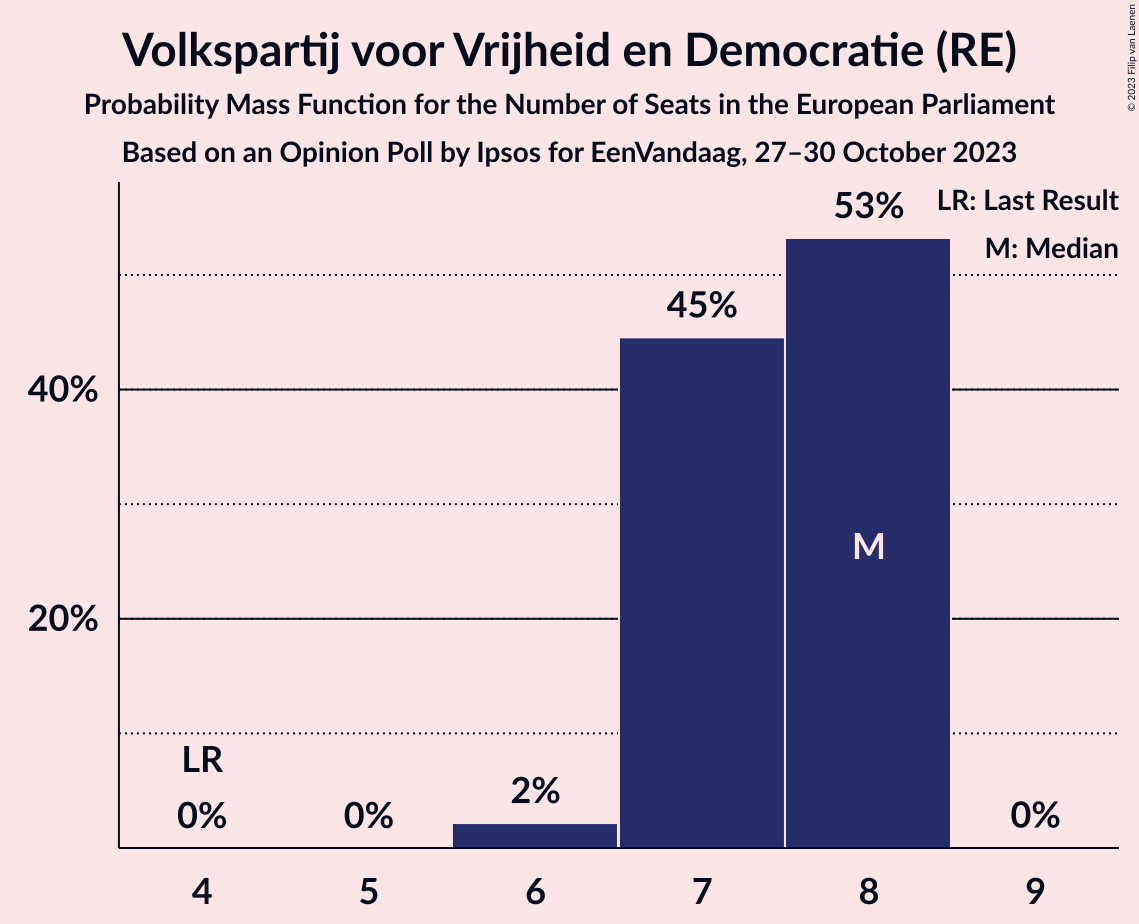 Volkspartij voor Vrijheid en Democratie (RE)
Probability Mass Function for the Number of Seats in the European Parliament
Based on an Opinion Poll by Ipsos for EenVandaag, 27–30 October 2023
© 2023 Filip van Laenen
LR: Last Result
M: Median
53%
45%
40%
M
20%
LR
0%
0%
2%
0%
4
5
6
7
8
9